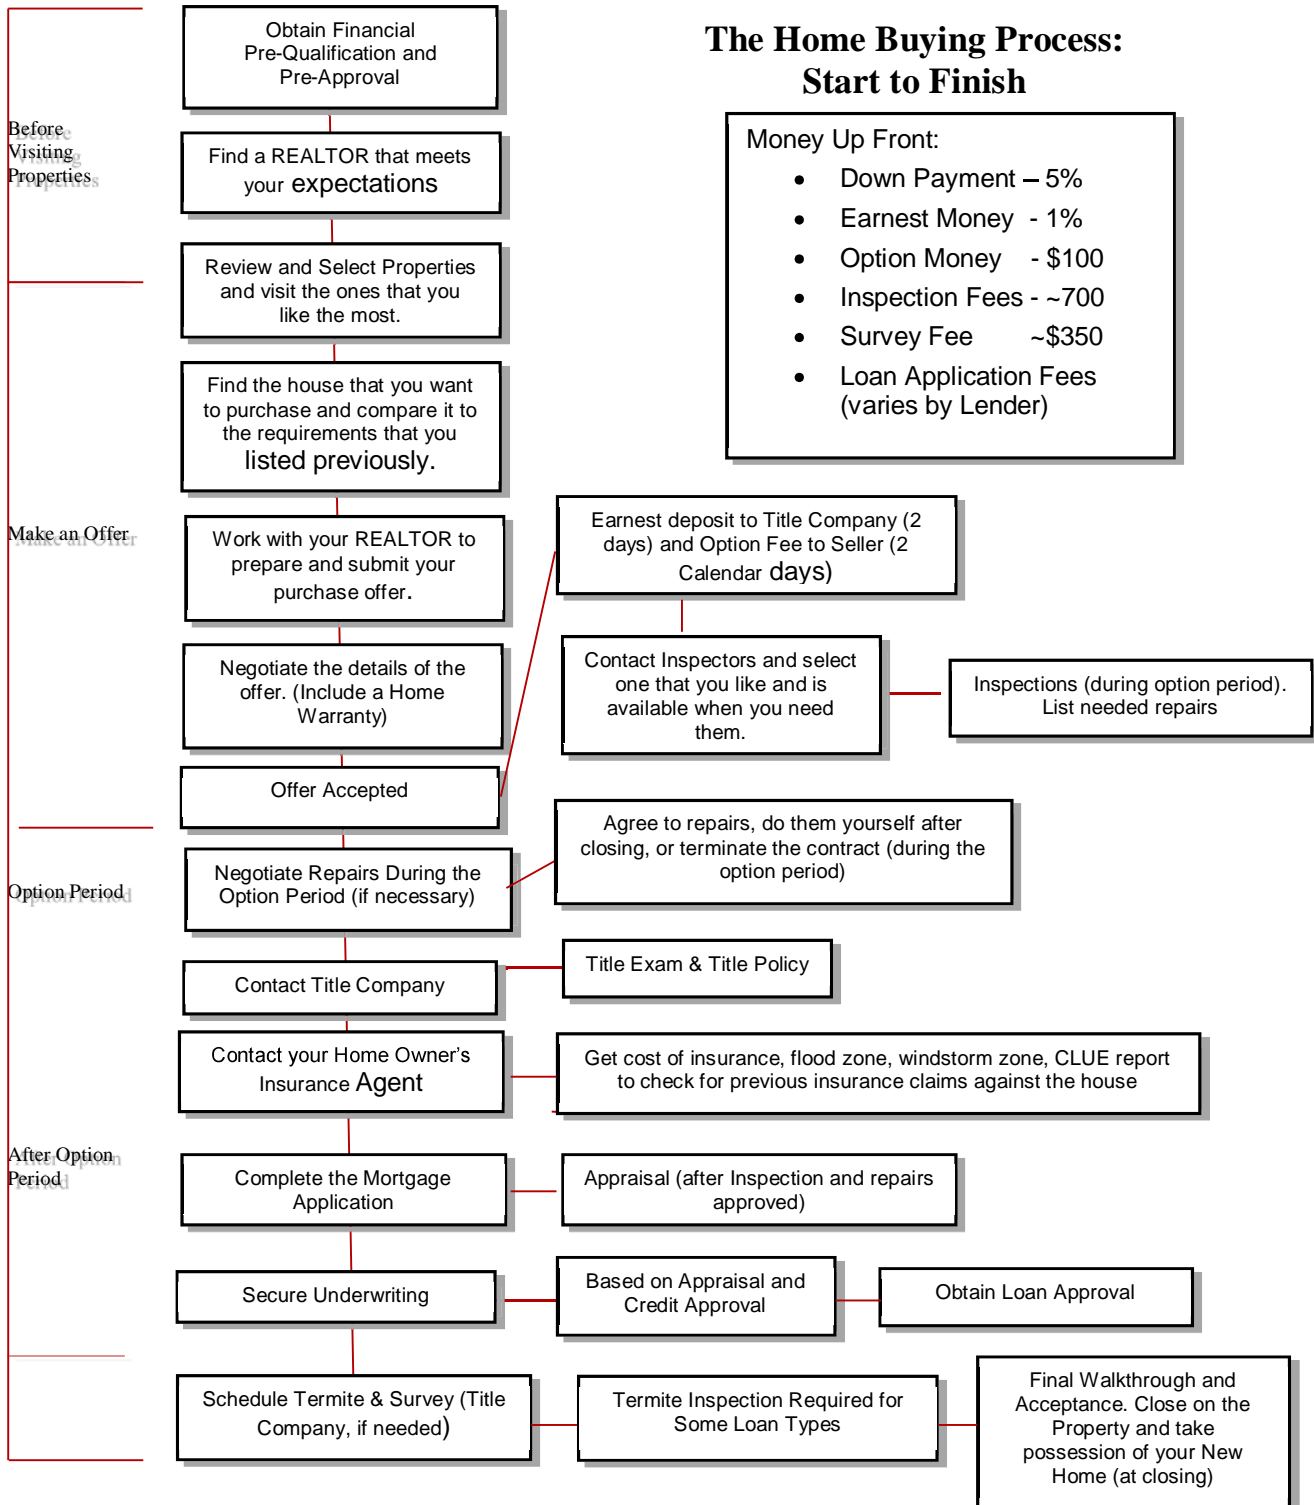 The Home Buying Process:
Start to Finish
Money Up Front:
• Down Payment – 5%
• Earnest Money - 1%
• Option Money - $100
• Inspection Fees - ~700
• Survey Fee ~$350
• Loan Application Fees
(varies by Lender)
Before
Visiting
Properties
Obtain Financial
Pre-Qualification and
Pre-Approval
Find a REALTOR that meets
your expectations
Review and Select Properties
and visit the ones that you
like the most.
Find the house that you want
to purchase and compare it to
the requirements that you
listed previously.
Make an Offer
Work with your REALTOR to
prepare and submit your
purchase offer.
Negotiate the details of the
offer. (Include a Home
Warranty)
Offer Accepted
Earnest deposit to Title Company (2
days) and Option Fee to Seller (2
Calendar days)
Contact Inspectors and select
one that you like and is
available when you need
them.
Inspections (during option period).
List needed repairs
Option Period
Negotiate Repairs During the
Option Period (if necessary)
Agree to repairs, do them yourself after
closing, or terminate the contract (during the
option period)
Contact Title Company
Title Exam & Title Policy
Contact your Home Owner’s
Insurance Agent
Get cost of insurance, flood zone, windstorm zone, CLUE report
to check for previous insurance claims against the house
After Option
Period
Complete the Mortgage
Application
Appraisal (after Inspection and repairs
approved)
Secure Underwriting
Based on Appraisal and
Credit Approval
Obtain Loan Approval
Schedule Termite & Survey (Title
Company, if needed)
Termite Inspection Required for
Some Loan Types
Final Walkthrough and
Acceptance. Close on the
Property and take
possession of your New
Home (at closing)